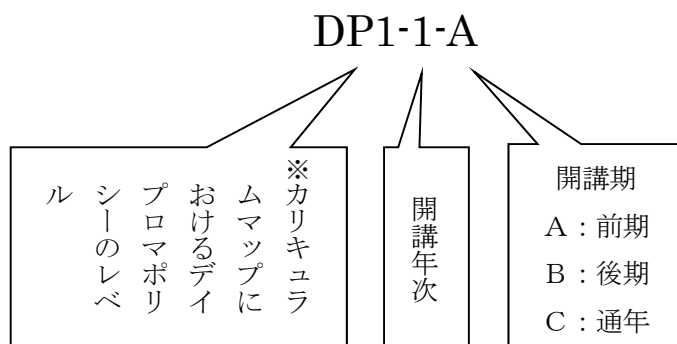 DP1-1-A
※カリキュラ
ムマップに
おけるデイ
プロマポリ
シーのレベ
ル
開講年次
開講期
A：前期
B：後期
C：通年